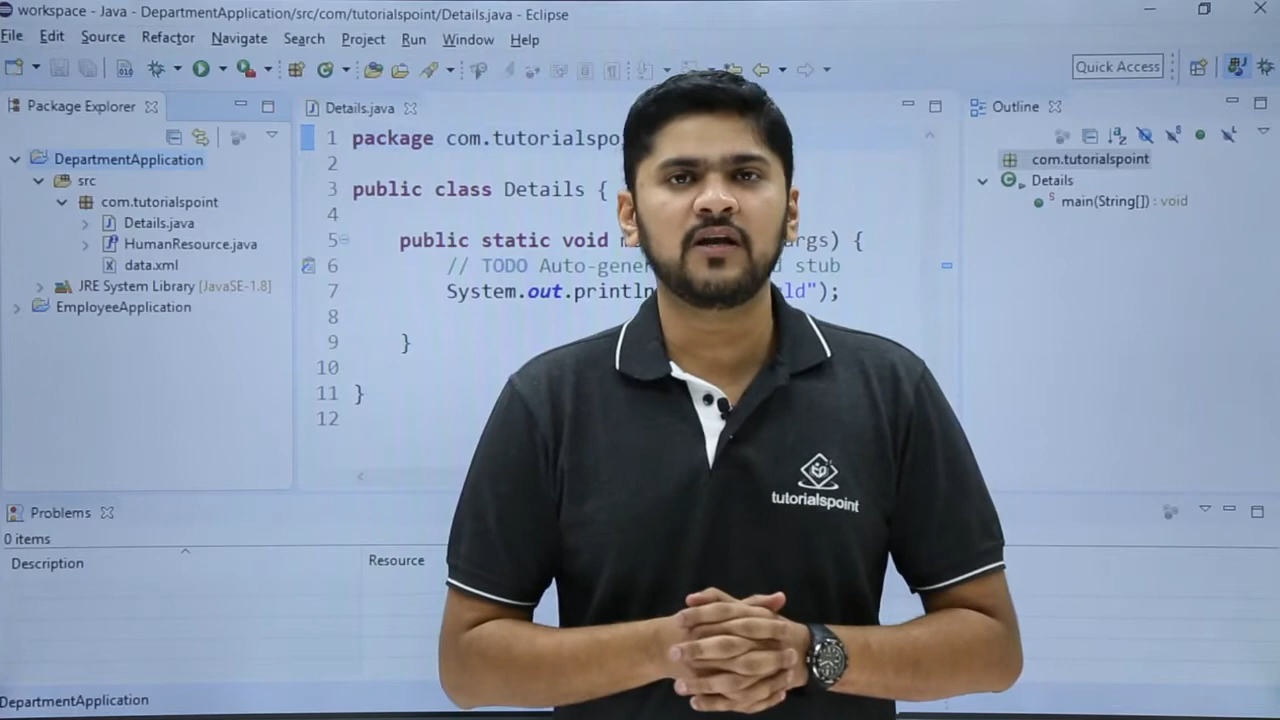 workspace - Java - DepartmentApplication/src/com/tutorialspoint/Details.java - Eclipse
File Edit Source Refactor Navigate Search Project Run Window Help
Quick Access
Package Explorer
DepartmentApplication
src
com.tutorialspoint
Details.java
HumanResource.java
data.xml
JRE System Library [JavaSE-1.8]
EmployeeApplication
Details.java
1 package com.tutorialspo
2
3 public class Details {
4
5 public static void args) {
6 // TODO Auto-gener d stub
7 System.out.println ld");
8
9 }
10
11 }
12
Outline
com.tutorialspoint
Details
main(String[]) : void
tutorialspoint
Problems
0 items
Description Resource
DepartmentApplication